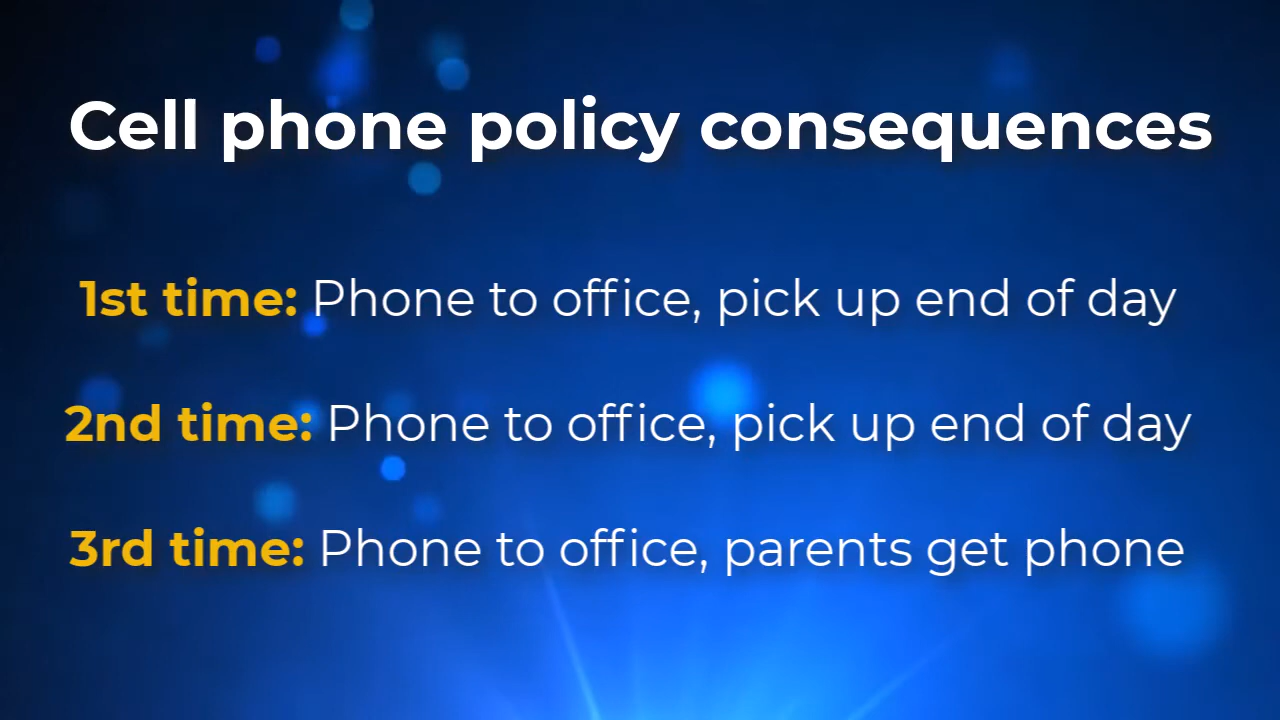 Cell phone policy consequences
1st time: Phone to office, pick up end of day
2nd time: Phone to office, pick up end of day
3rd time: Phone to office, parents get phone